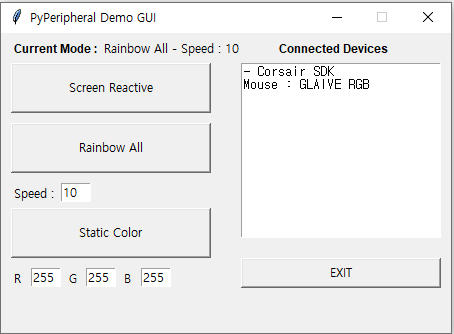 PyPeripheral Demo GUI
Current Mode : Rainbow All - Speed : 10
Connected Devices
Screen Reactive
Rainbow All
Speed : 10
Static Color
R 255 G 255 B 255
- Corsair SDK
Mouse : GLAIVE RGB
EXIT